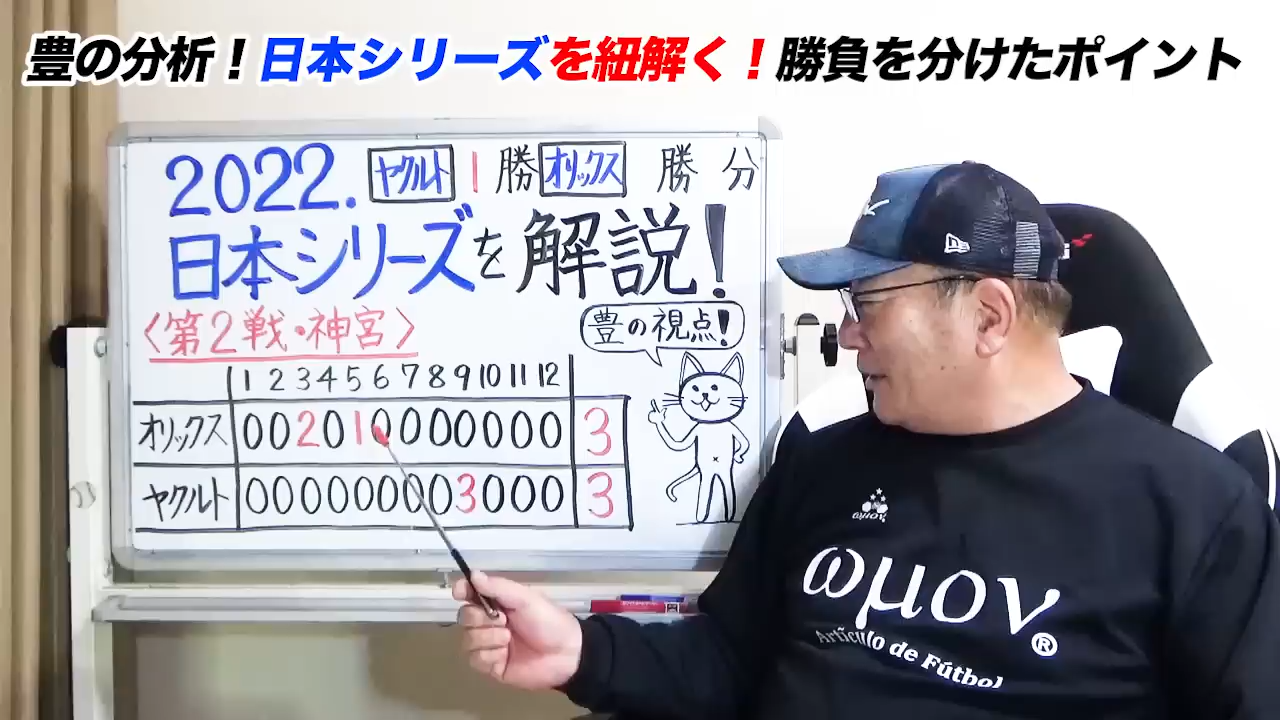 豊の分析！日本シリーズを紐解く！勝負を分けたポイント
2022. ヤクルト 1 勝 オリックス 勝 分
日本シリーズを解説!
〈第2戦・神宮〉
豊の視点!
1 2 3 4 5 6 7 8 9 10 11 12
オリックス 0 0 2 0 1 0 0 0 0 0 0 0 3
ヤクルト 0 0 0 0 0 0 0 0 3 0 0 0 3
NE
ωμον
ωμον®
Artículo de Fútbol